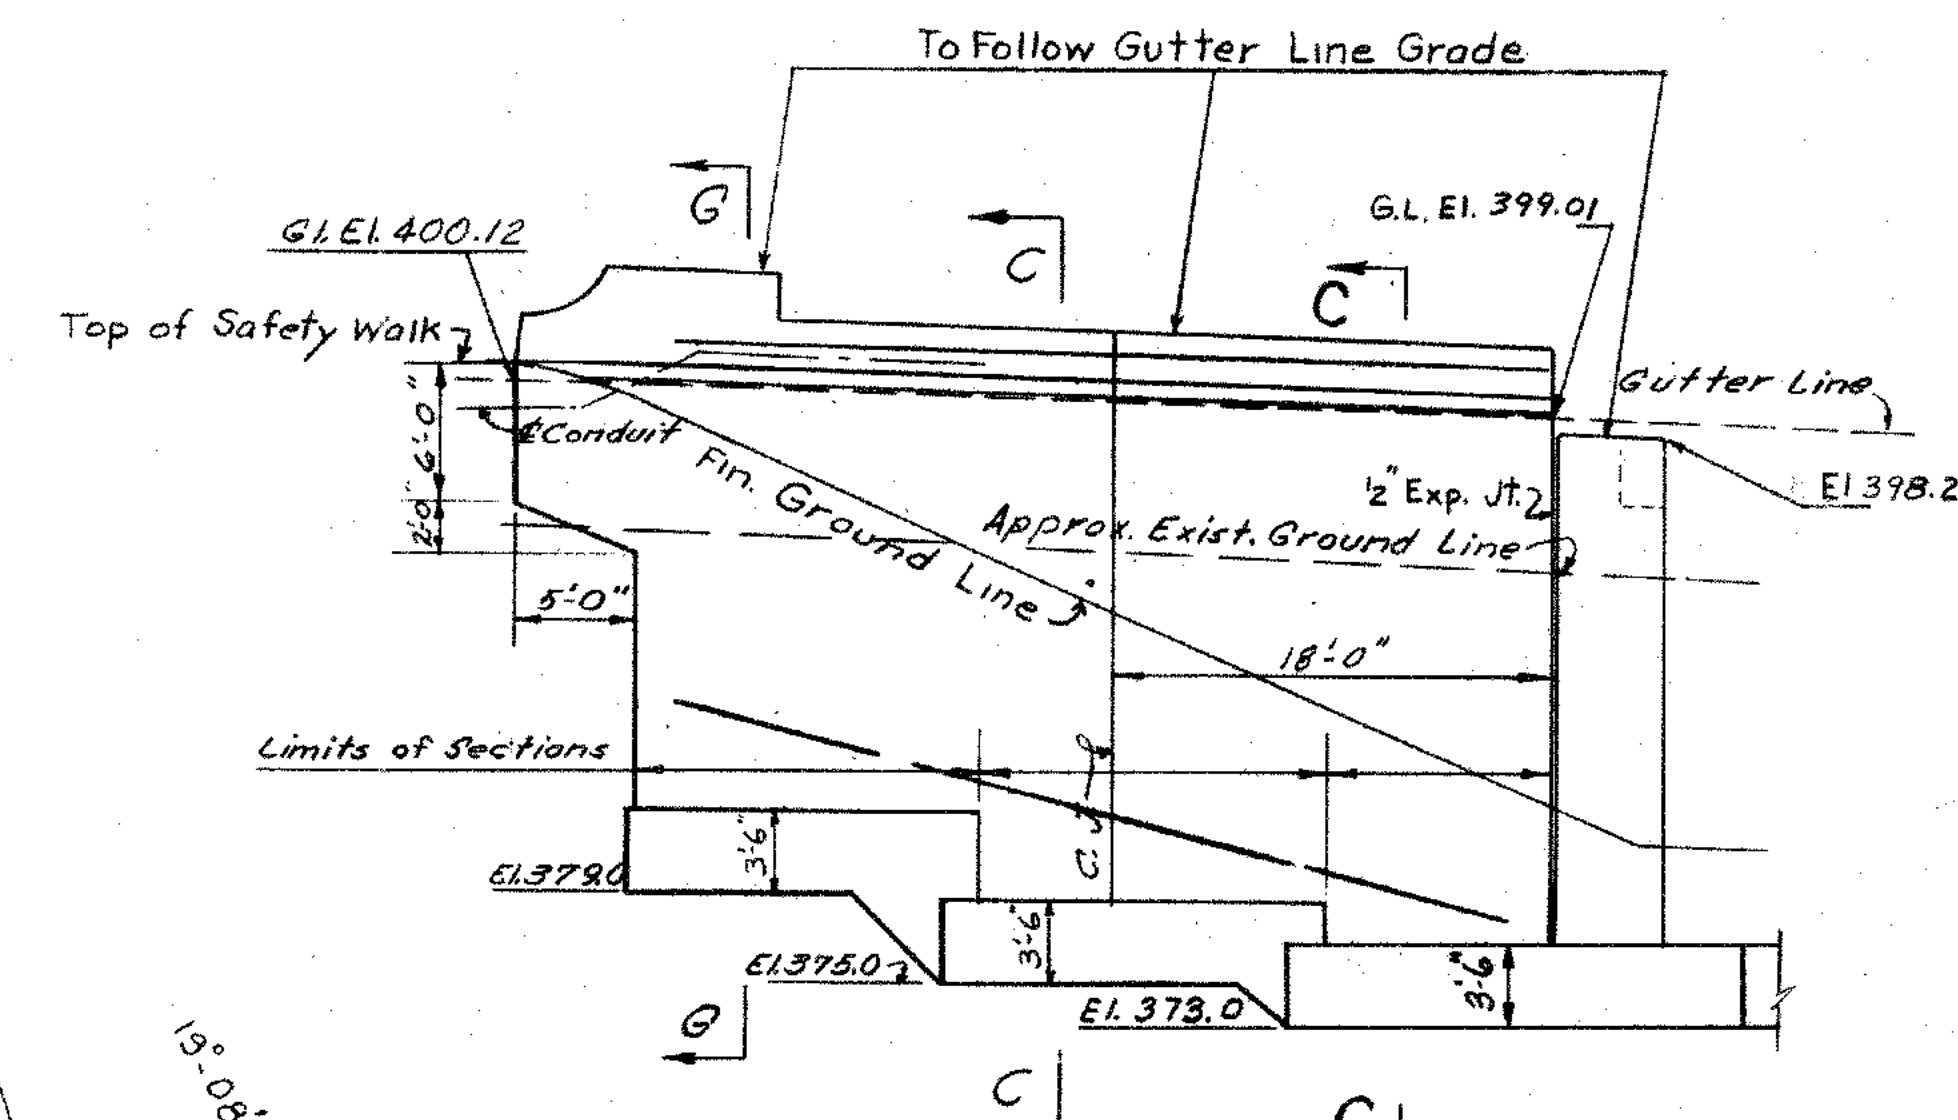 To Follow Gutter Line Grade
G
G.L. El. 399.01
G.L. El. 400.12
C
C
Top of Safety Walk
Gutter Line
6'-0"
℄ Conduit
Fin. Ground Line
½" Exp. Jt.
El 398.2
2'-0"
Approx. Exist. Ground Line
5'-0"
18'-0"
Limits of Sections
C. Jt.
3'-6"
El. 379.0
3'-6"
El. 375.0
3'-6"
El. 373.0
G
19°-08'
C
C